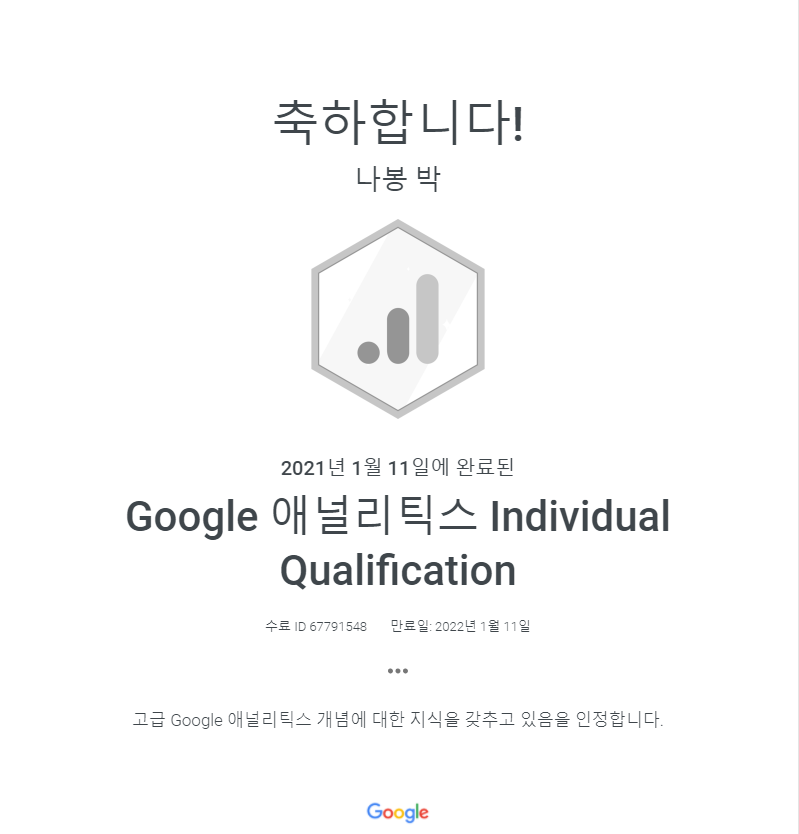 축하합니다!
나봉 박
2021년 1월 11일에 완료된
Google 애널리틱스 Individual
Qualification
수료 ID 67791548 만료일: 2022년 1월 11일
고급 Google 애널리틱스 개념에 대한 지식을 갖추고 있음을 인정합니다.
Google